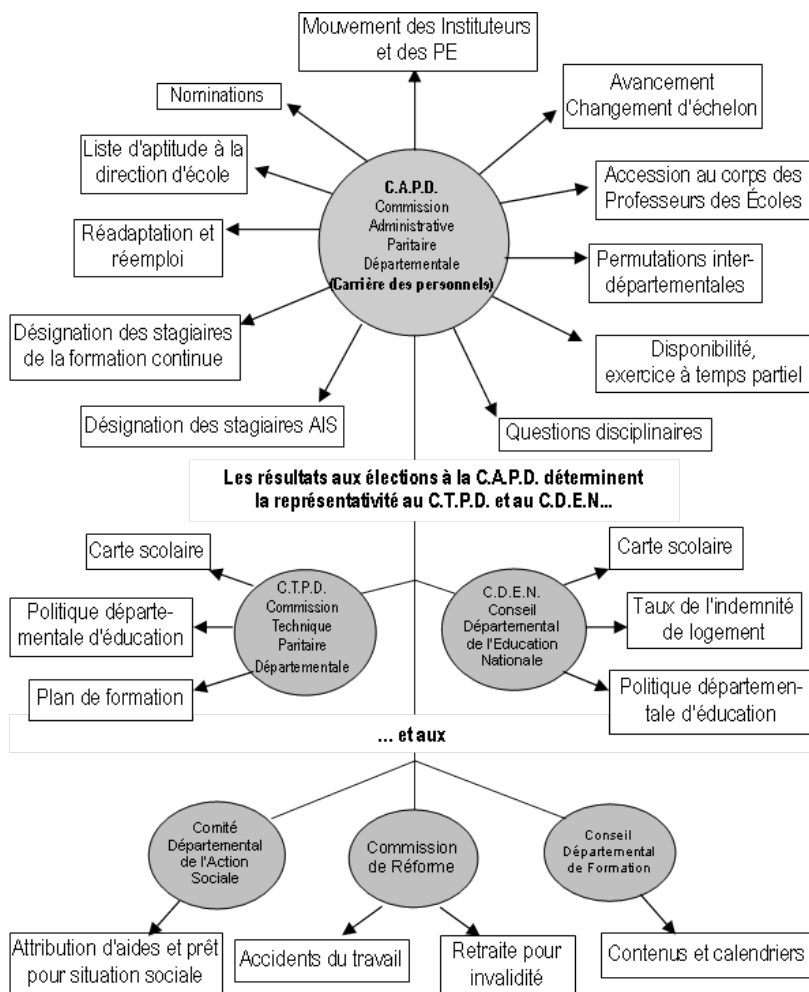 Mouvement des Instituteurs
et des PE
Nominations
Avancement
Changement d'échelon
Liste d'aptitude à la
direction d'école
C.A.P.D.
Commission
Administrative
Paritaire
Départementale
(Carrière des personnels)
Accession au corps des
Professeurs des Écoles
Réadaptation et
réemploi
Permutations inter-
départementales
Désignation des stagiaires
de la formation continue
Disponibilité,
exercice à temps partiel
Désignation des stagiaires AIS
Questions disciplinaires
Les résultats aux élections à la C.A.P.D. déterminent
la représentativité au C.T.P.D. et au C.D.E.N...
Carte scolaire
Politique départe-
mentale d'éducation
Plan de formation
C.T.P.D.
Commission
Technique
Paritaire
Départementale
C.D.E.N.
Conseil
Départemental
de l'Education
Nationale
Carte scolaire
Taux de l'indemnité
de logement
Politique départemen-
tale d'éducation
... et aux
Comité
Départemental
de l'Action
Sociale
Commission
de Réforme
Conseil
Départemental
de Formation
Attribution d'aides et prêt
pour situation sociale
Accidents du travail
Retraite pour
invalidité
Contenus et calendriers